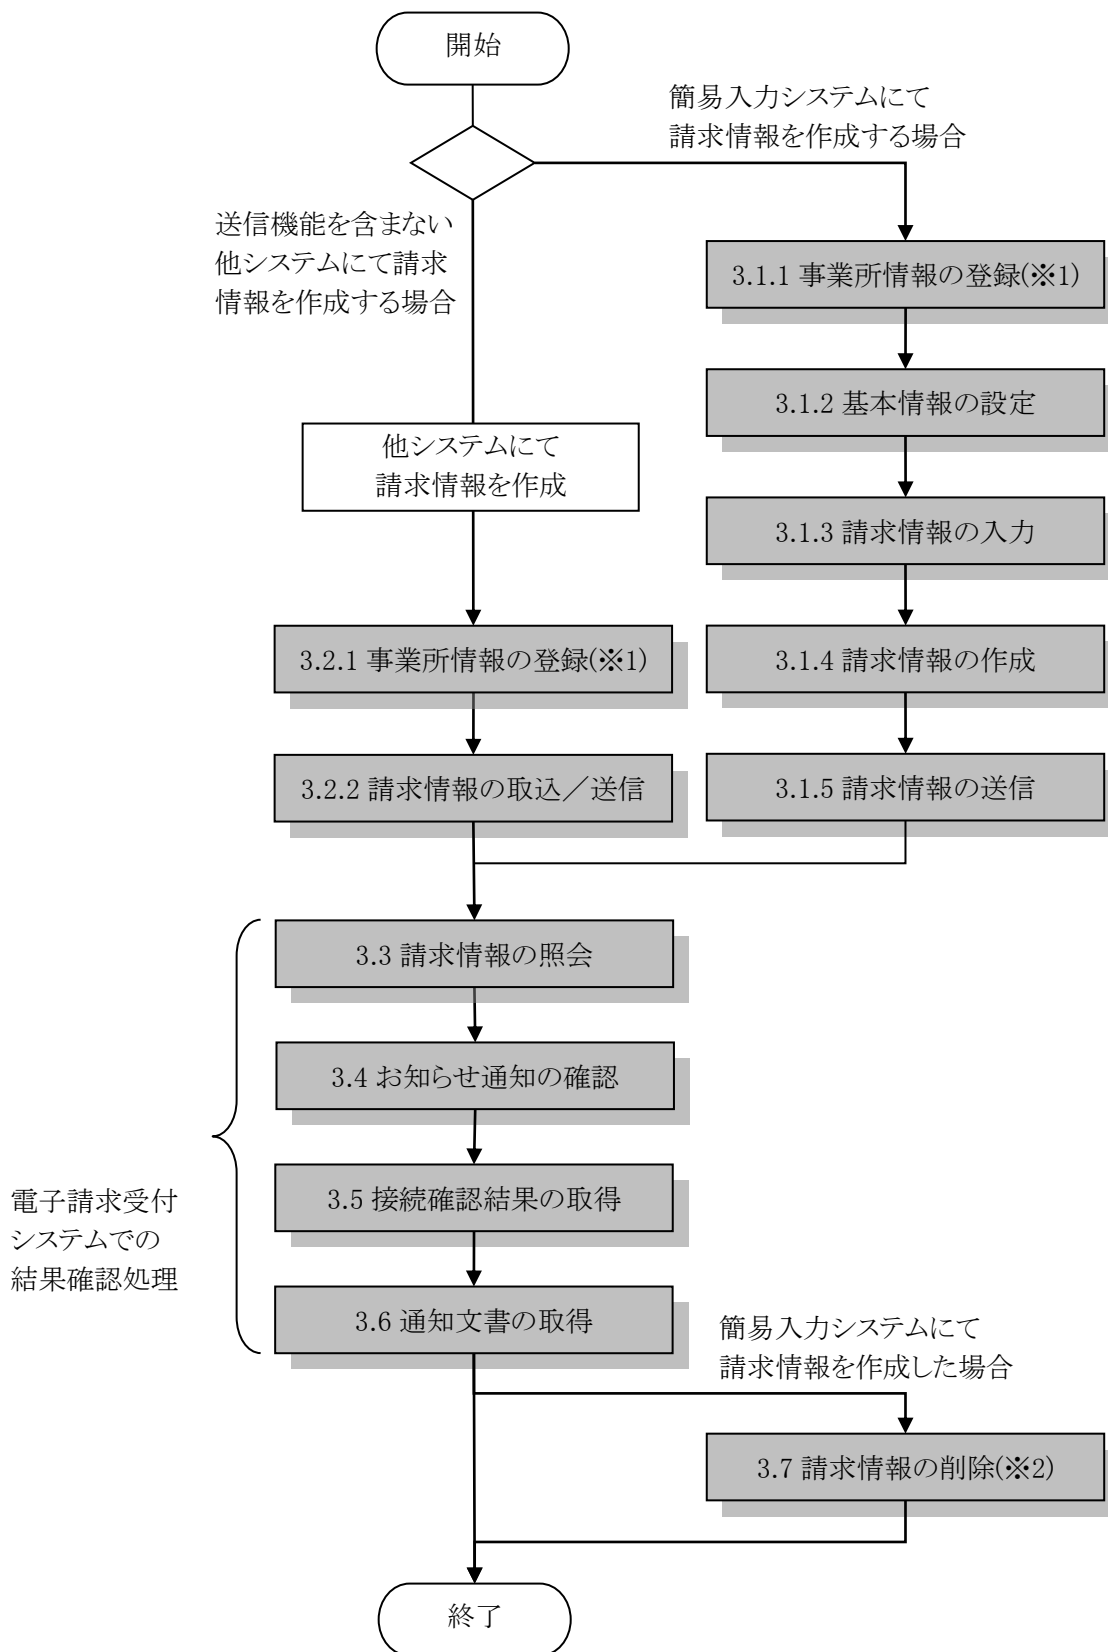 開始
簡易入力システムにて
請求情報を作成する場合
送信機能を含まない
他システムにて請求
情報を作成する場合
3.1.1 事業所情報の登録(※1)
3.1.2 基本情報の設定
他システムにて
請求情報を作成
3.1.3 請求情報の入力
3.2.1 事業所情報の登録(※1)
3.1.4 請求情報の作成
3.2.2 請求情報の取込／送信
3.1.5 請求情報の送信
3.3 請求情報の照会
3.4 お知らせ通知の確認
3.5 接続確認結果の取得
電子請求受付
システムでの
結果確認処理
3.6 通知文書の取得
簡易入力システムにて
請求情報を作成した場合
3.7 請求情報の削除(※2)
終了